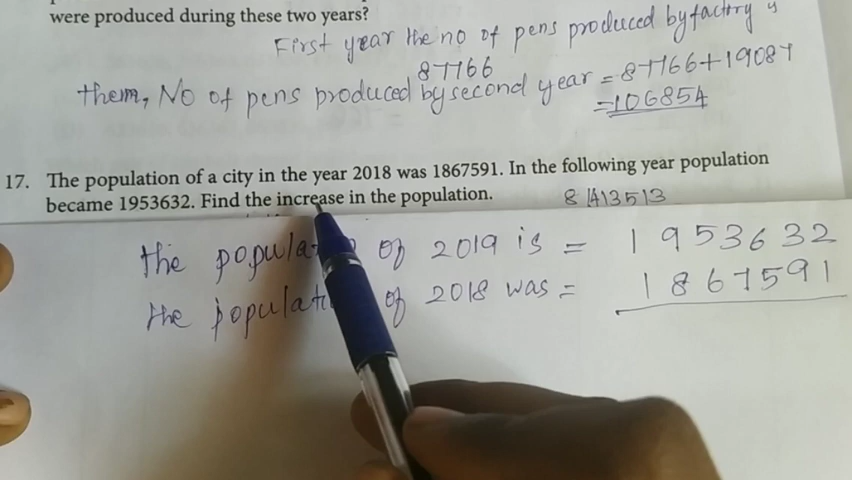 were produced during these two years?
First year the no of pens produced by factory is
87766
them, No of pens produced by second year = 87766+19087
=106854
17. The population of a city in the year 2018 was 1867591. In the following year population
became 1953632. Find the increase in the population.
8 1413513
the of 2019 is = 1953632
the of 2018 was = 1867591